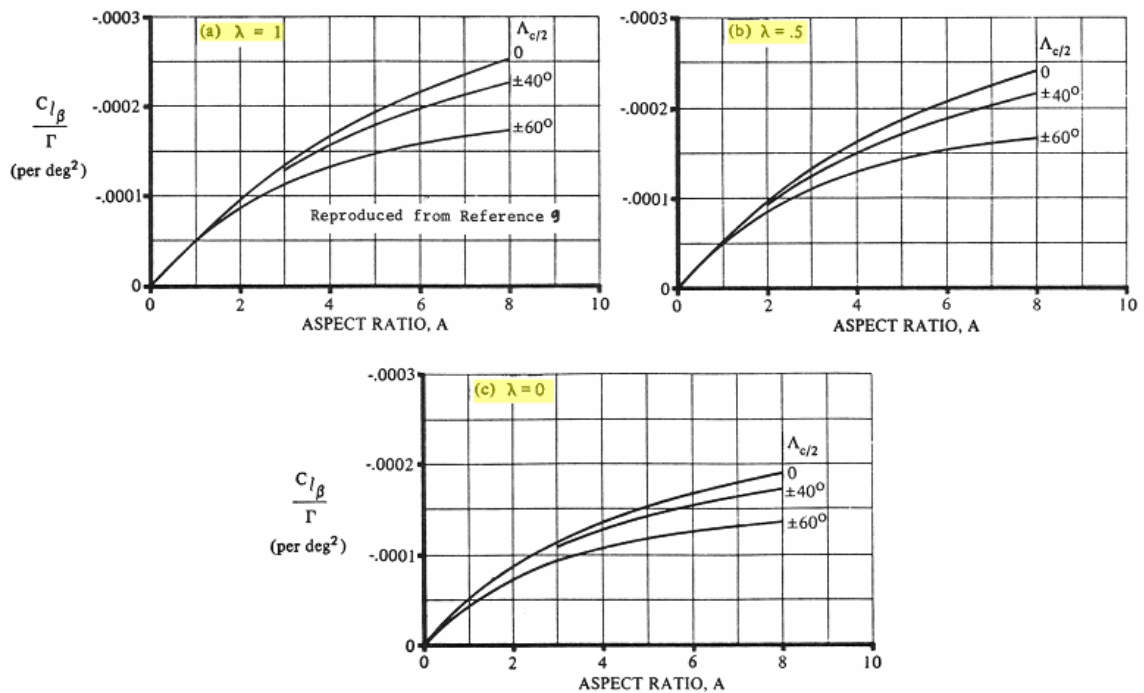 -.0003
(a) λ = 1
Λc/2
0
±40°
±60°
-.0002
-.0001
0
C_lβ
Γ
(per deg²)
Reproduced from Reference 9
0 2 4 6 8 10
ASPECT RATIO, A
-.0003
(b) λ = .5
Λc/2
0
±40°
±60°
-.0002
-.0001
0
0 2 4 6 8 10
ASPECT RATIO, A
-.0003
(c) λ = 0
Λc/2
0
±40°
±60°
-.0002
-.0001
0
C_lβ
Γ
(per deg²)
0 2 4 6 8 10
ASPECT RATIO, A